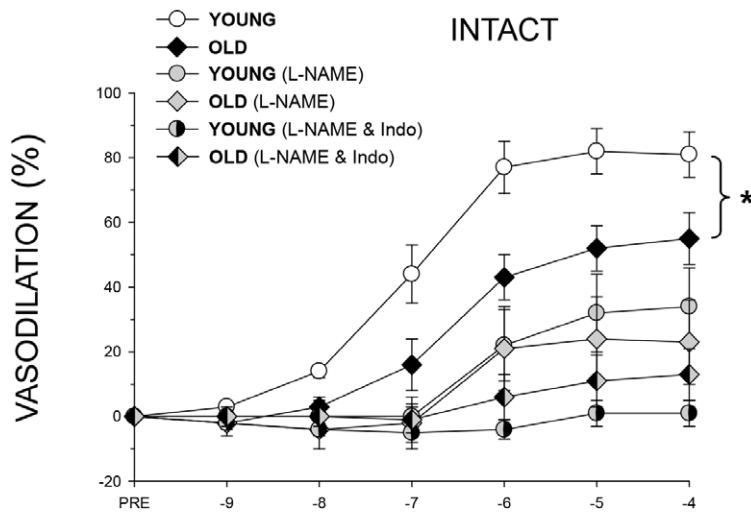 INTACT
YOUNG
OLD
YOUNG (L-NAME)
OLD (L-NAME)
YOUNG (L-NAME & Indo)
OLD (L-NAME & Indo)
VASODILATION (%)
100
80
60
40
20
0
-20
*
PRE -9 -8 -7 -6 -5 -4